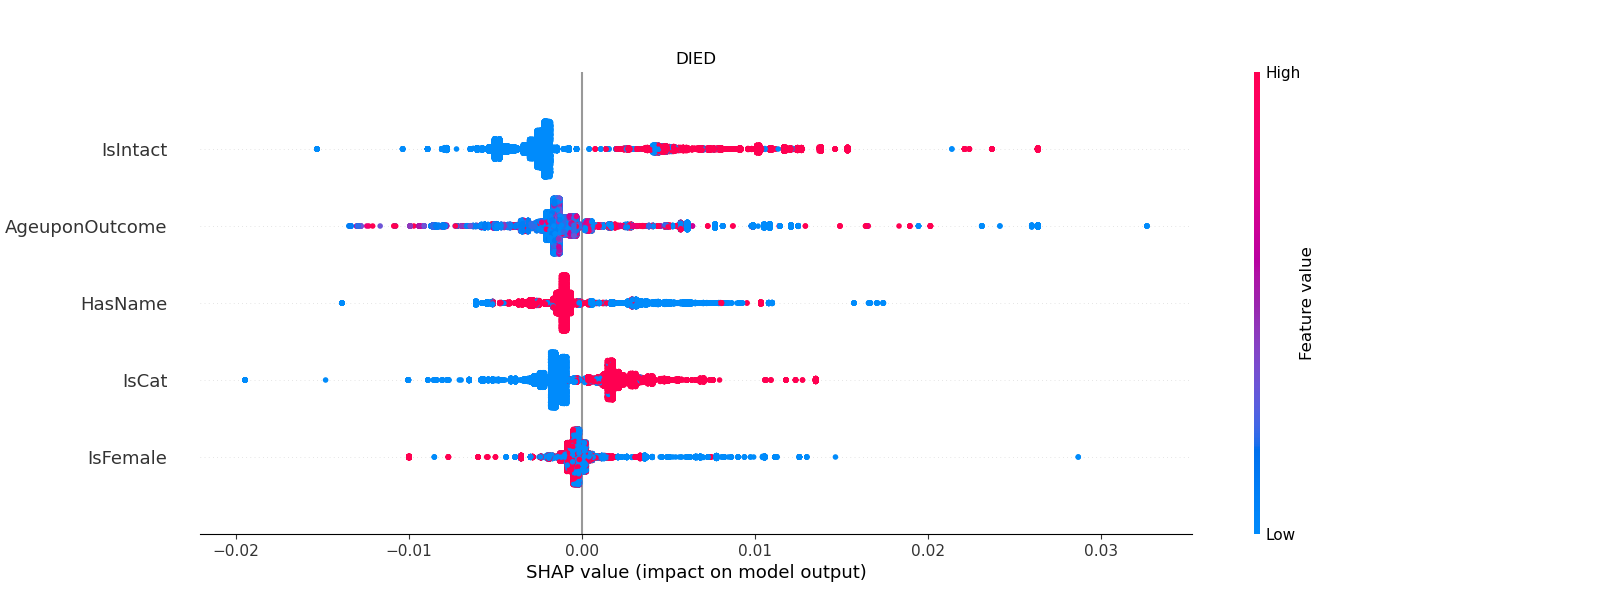 DIED
High
IsIntact
AgeuponOutcome
HasName
IsCat
IsFemale
Feature value
Low
−0.02 −0.01 0.00 0.01 0.02 0.03
SHAP value (impact on model output)